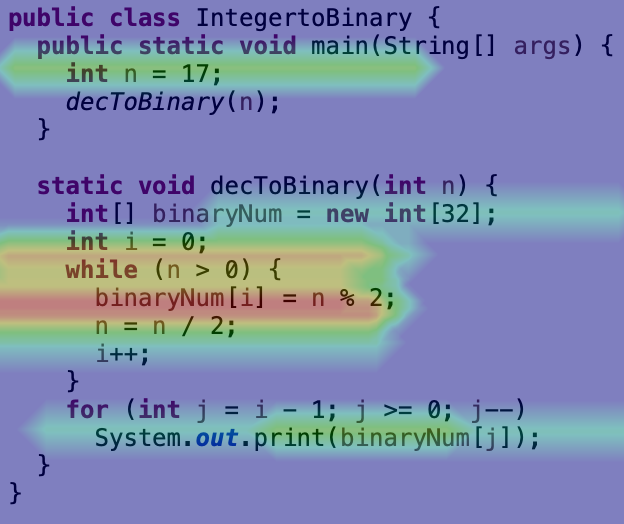 public class IntegertoBinary {
  public static void main(String[] args) {
    int n = 17;
    decToBinary(n);
  }

  static void decToBinary(int n) {
    int[] binaryNum = new int[32];
    int i = 0;
    while (n > 0) {
      binaryNum[i] = n % 2;
      n = n / 2;
      i++;
    }
    for (int j = i - 1; j >= 0; j--)
      System.out.print(binaryNum[j]);
  }
}